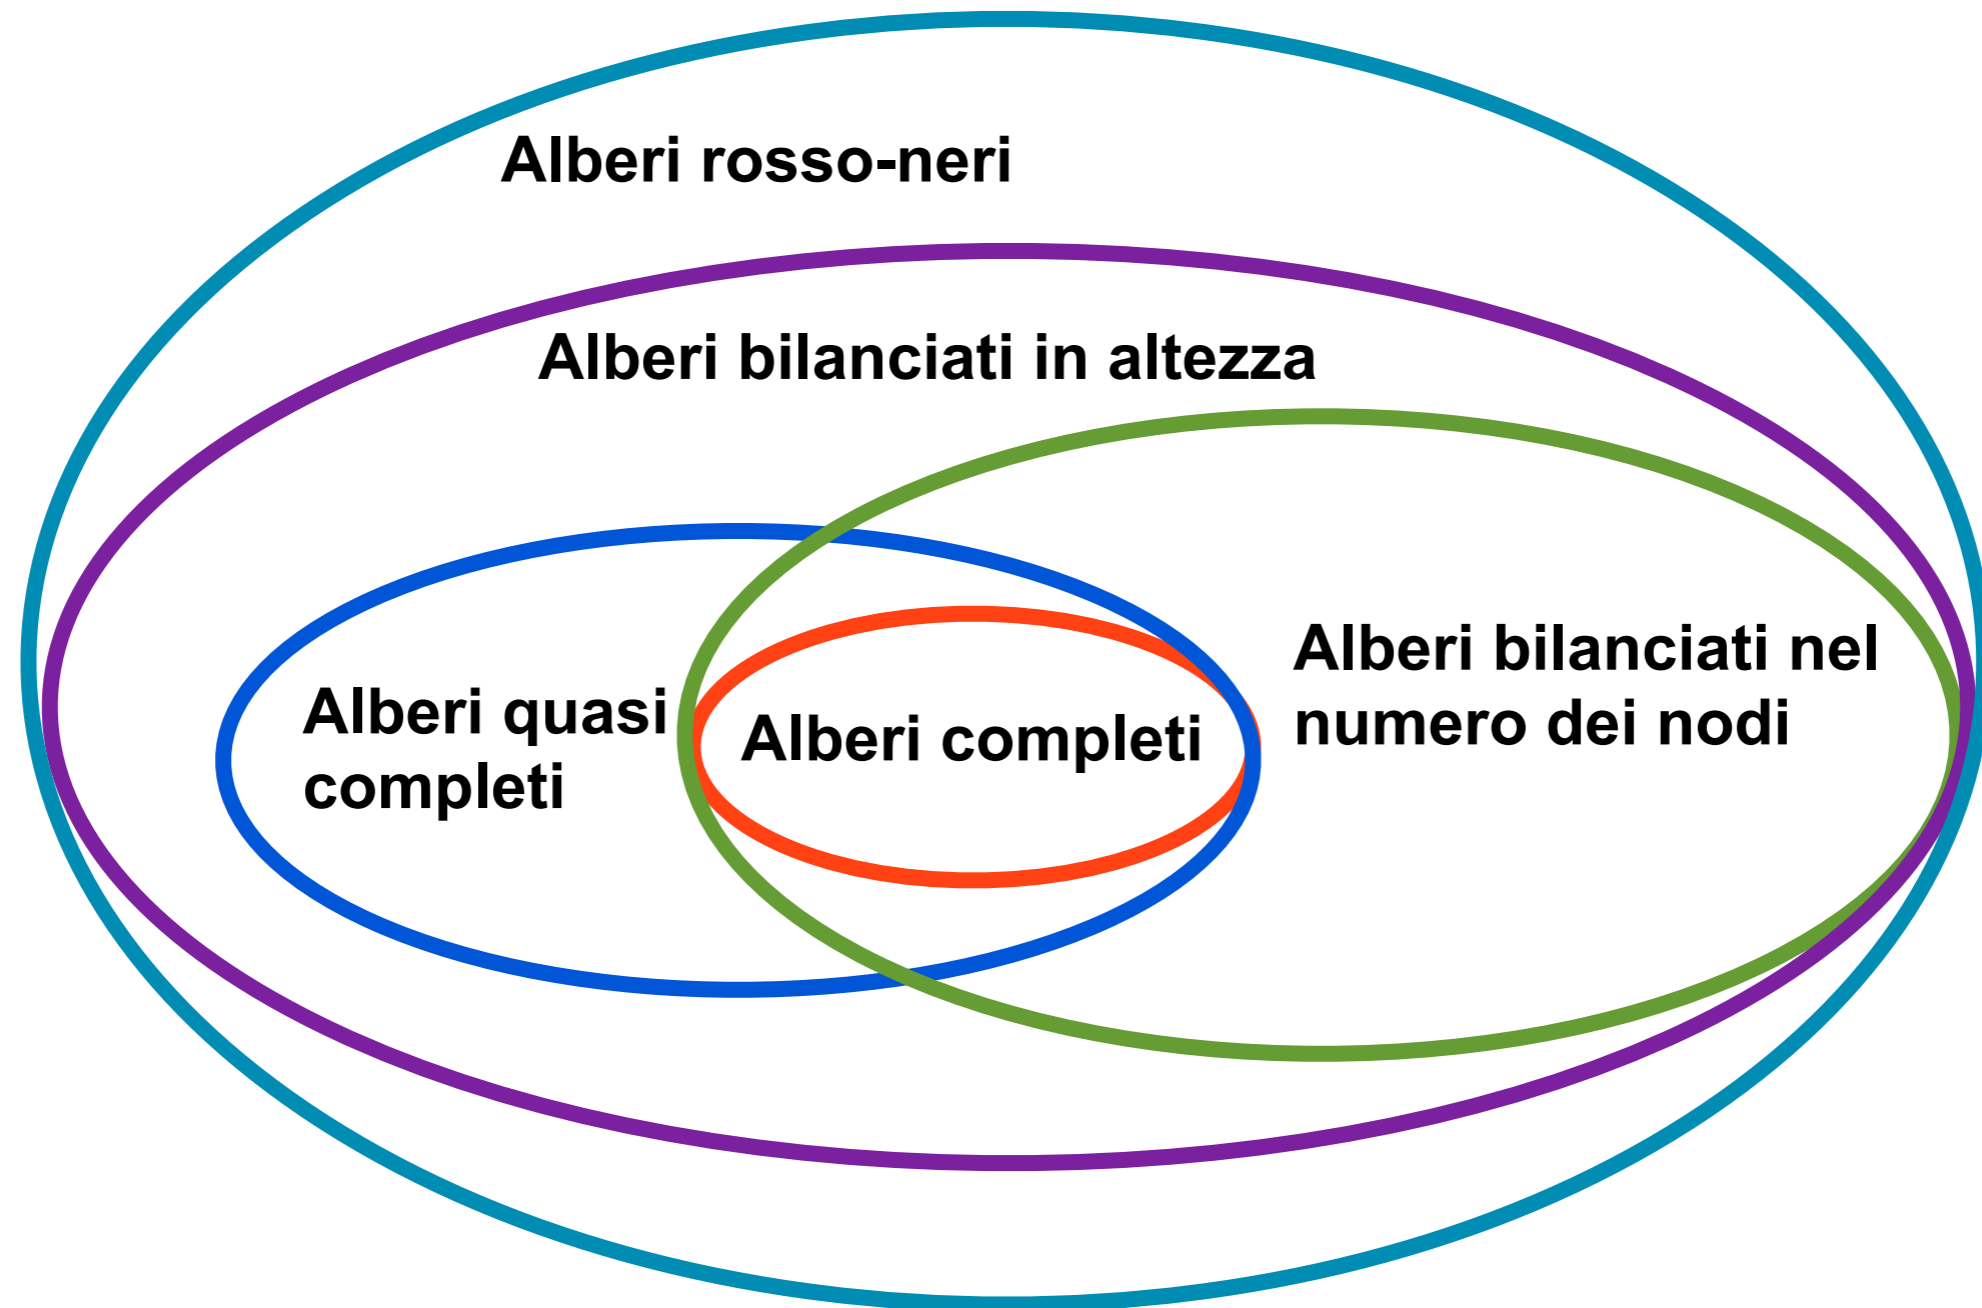 Alberi rosso-neri
Alberi bilanciati in altezza
Alberi quasi
completi
Alberi completi
Alberi bilanciati nel
numero dei nodi